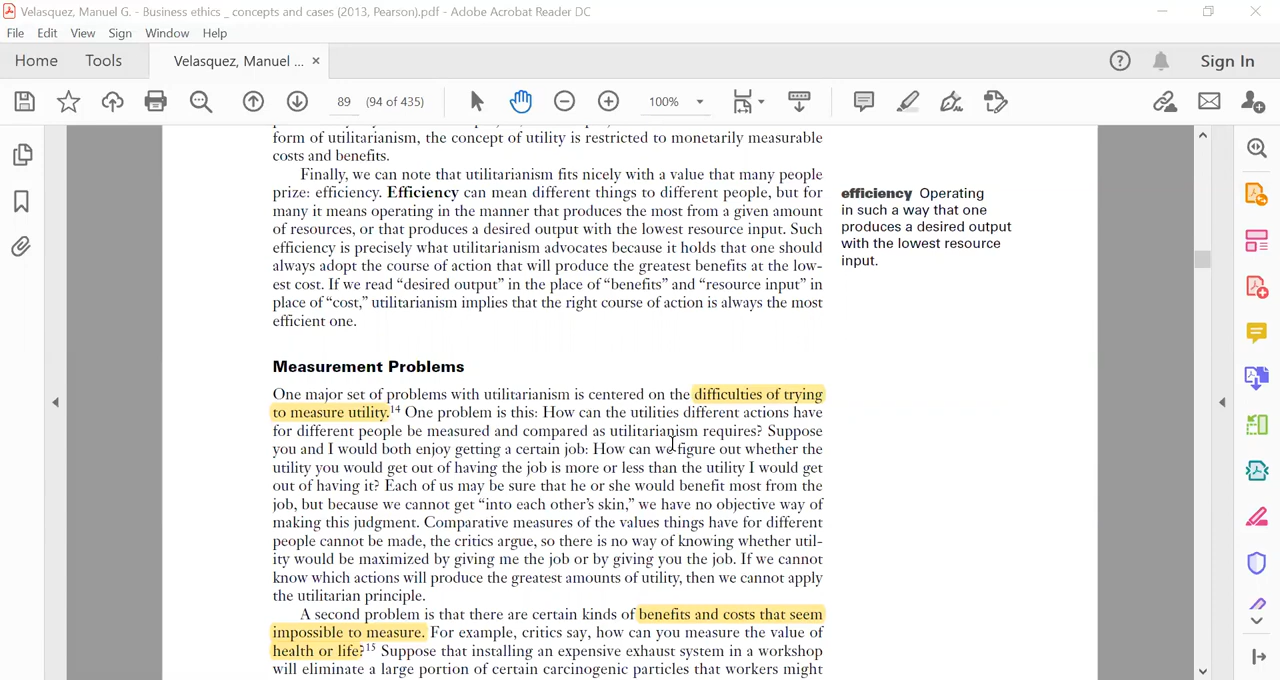 Velasquez, Manuel G. - Business ethics _ concepts and cases (2013, Pearson).pdf - Adobe Acrobat Reader DC
File Edit View Sign Window Help
Home Tools Velasquez, Manuel ... × Sign In
89 (94 of 435) 100%
form of utilitarianism, the concept of utility is restricted to monetarily measurable
costs and benefits.
Finally, we can note that utilitarianism fits nicely with a value that many people
prize: efficiency. Efficiency can mean different things to different people, but for
many it means operating in the manner that produces the most from a given amount
of resources, or that produces a desired output with the lowest resource input. Such
efficiency is precisely what utilitarianism advocates because it holds that one should
always adopt the course of action that will produce the greatest benefits at the low-
est cost. If we read “desired output” in the place of “benefits” and “resource input” in
place of “cost,” utilitarianism implies that the right course of action is always the most
efficient one.
efficiency Operating
in such a way that one
produces a desired output
with the lowest resource
input.
Measurement Problems
One major set of problems with utilitarianism is centered on the difficulties of trying
to measure utility.14 One problem is this: How can the utilities different actions have
for different people be measured and compared as utilitarianism requires? Suppose
you and I would both enjoy getting a certain job: How can we figure out whether the
utility you would get out of having the job is more or less than the utility I would get
out of having it? Each of us may be sure that he or she would benefit most from the
job, but because we cannot get “into each other’s skin,” we have no objective way of
making this judgment. Comparative measures of the values things have for different
people cannot be made, the critics argue, so there is no way of knowing whether util-
ity would be maximized by giving me the job or by giving you the job. If we cannot
know which actions will produce the greatest amounts of utility, then we cannot apply
the utilitarian principle.
A second problem is that there are certain kinds of benefits and costs that seem
impossible to measure. For example, critics say, how can you measure the value of
health or life?15 Suppose that installing an expensive exhaust system in a workshop
will eliminate a large portion of certain carcinogenic particles that workers might